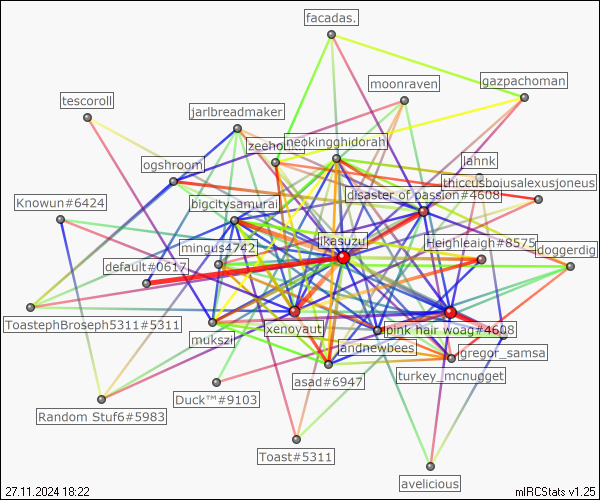 facadas.
gazpachoman
moonraven
tescoroll
jarlbreadmaker
neokingghidorah
lahnk
ogshroom
thiccusboiusalexusjoneus
disaster of passion#4608
Knowun#6424
bigcitysamurai
ikasuzu
mingus4742
Heighleaigh#8575
doggerdig
default#0617
ToastephBroseph5311#5311
xenoyaut
pink hair woag#4608
mukszi
andnewbees
gregor_samsa
asad#6947
turkey_mcnugget
Duck™#9103
Random Stuf6#5983
Toast#5311
avelicious
27.11.2024 18:22
mIRCStats v1.25